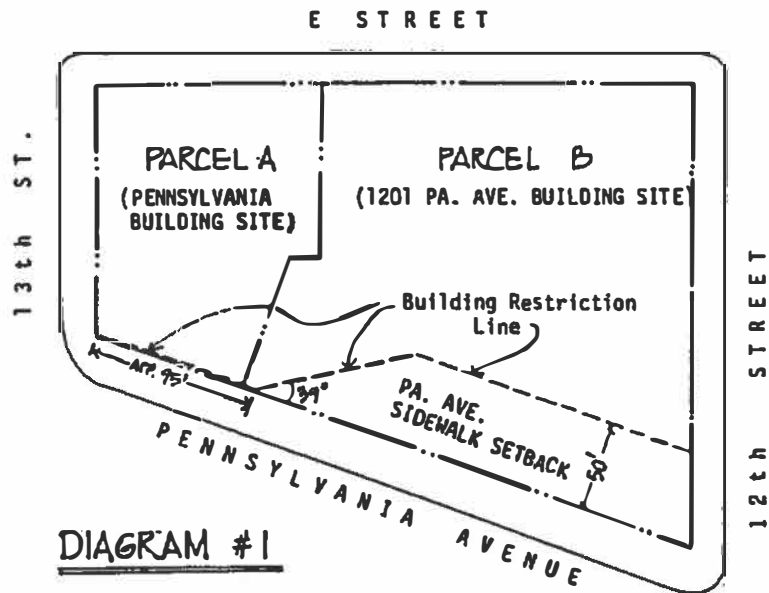 E STREET
13th ST.
PARCEL A
(PENNSYLVANIA
BUILDING SITE)
PARCEL B
(1201 PA. AVE. BUILDING SITE)
12th STREET
Building Restriction
Line
APP. 95'
39°
PA. AVE.
SIDEWALK SETBACK
50'
PENNSYLVANIA AVENUE
DIAGRAM #1